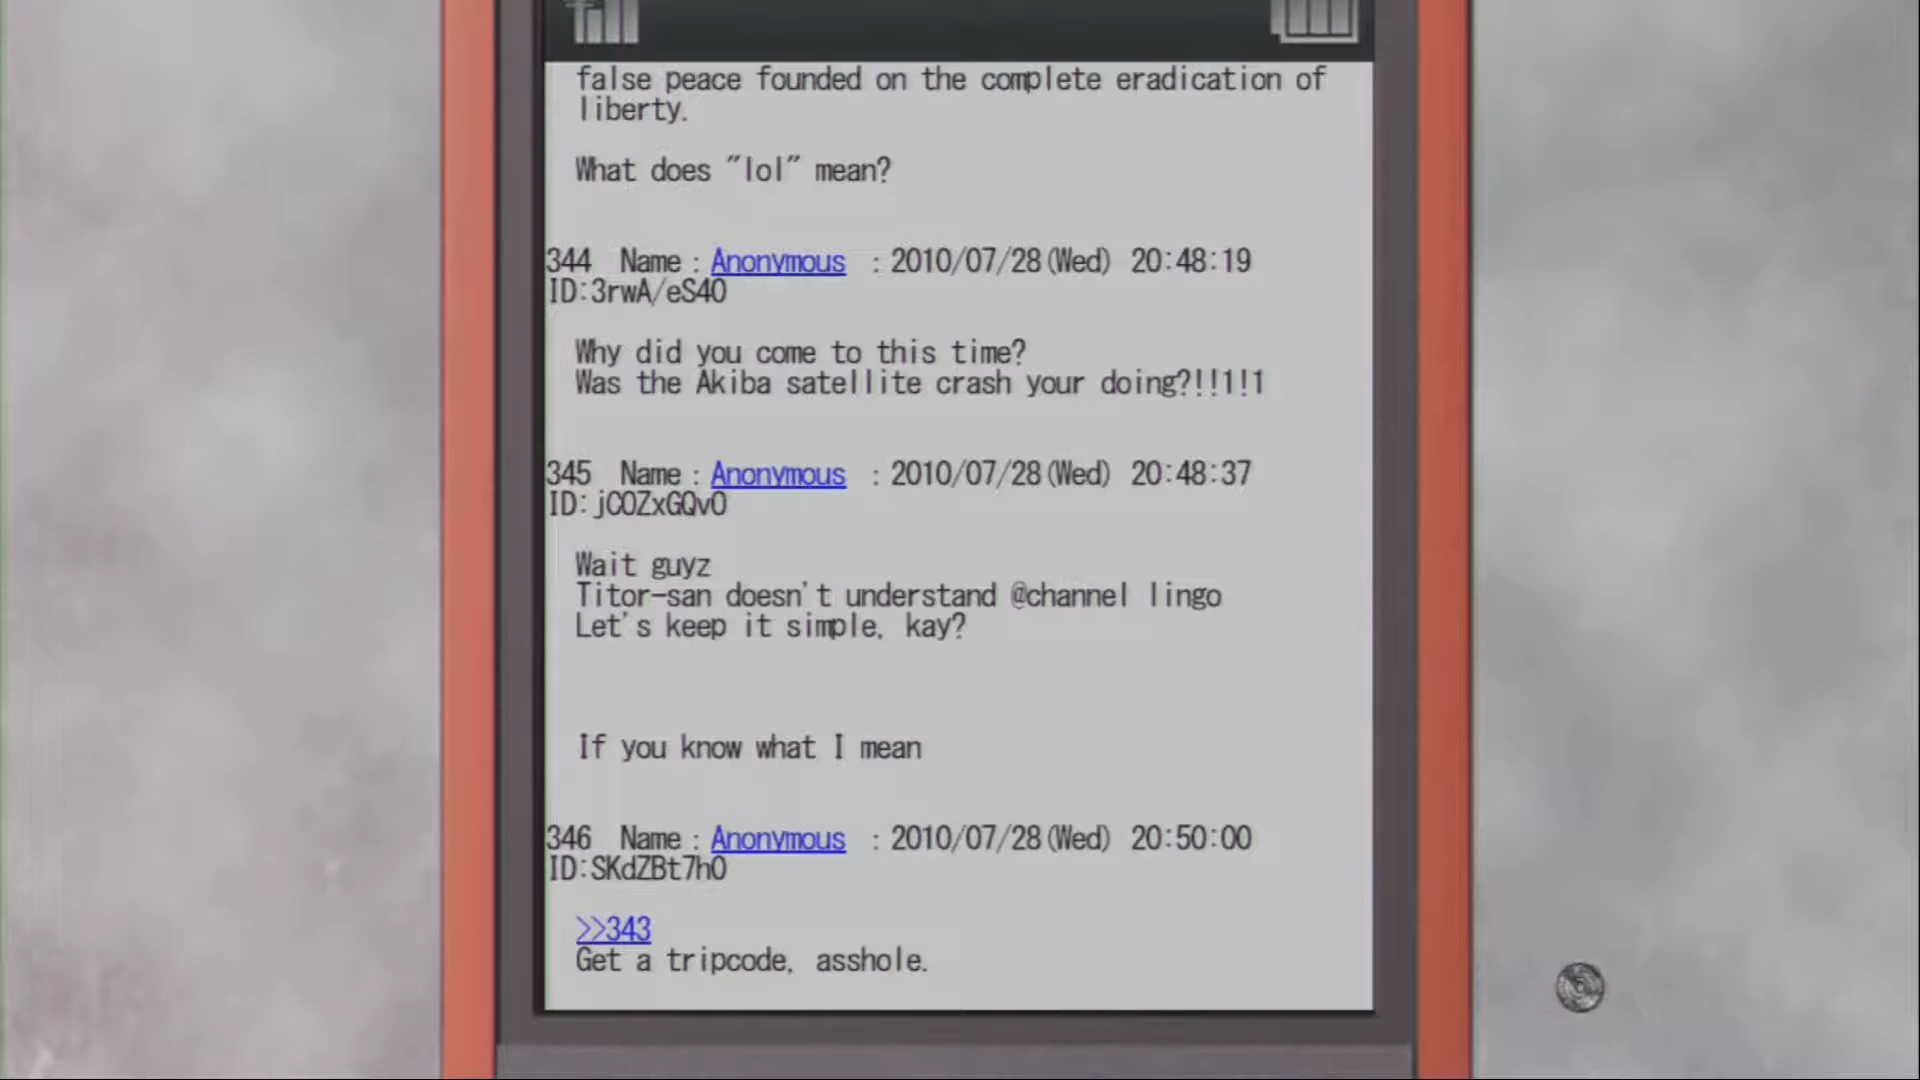 false peace founded on the complete eradication of
liberty.
What does "lol" mean?
344 Name : Anonymous : 2010/07/28(Wed) 20:48:19
ID:3rwA/eS40
Why did you come to this time?
Was the Akiba satellite crash your doing?!!1!1
345 Name : Anonymous : 2010/07/28(Wed) 20:48:37
ID:jCOZxGQv0
Wait guyz
Titor-san doesn't understand @channel lingo
Let's keep it simple, kay?
If you know what I mean
346 Name : Anonymous : 2010/07/28(Wed) 20:50:00
ID:SKdZBt7h0
>>343
Get a tripcode, asshole.